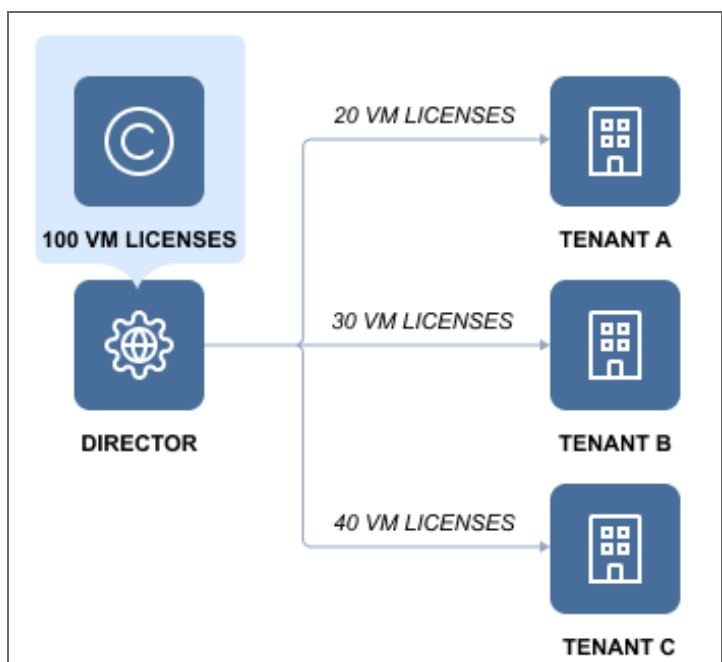 20 VM LICENSES
100 VM LICENSES
TENANT A
30 VM LICENSES
DIRECTOR
TENANT B
40 VM LICENSES
TENANT C